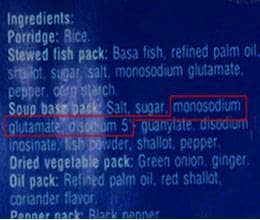 Ingredients:
Porridge: Rice.
Stewed fish pack: Basa fish, refined palm oil,
shallot, sugar, salt, monosodium glutamate,
pepper, corn starch.
Soup base pack: Salt, sugar, monosodium
glutamate, disodium 5'- guanylate, disodium
inosinate, fish powder, shallot, pepper.
Dried vegetable pack: Green onion, ginger.
Oil pack: Refined palm oil, red shallot,
coriander flavor.
Pepper pack: Black pepper.